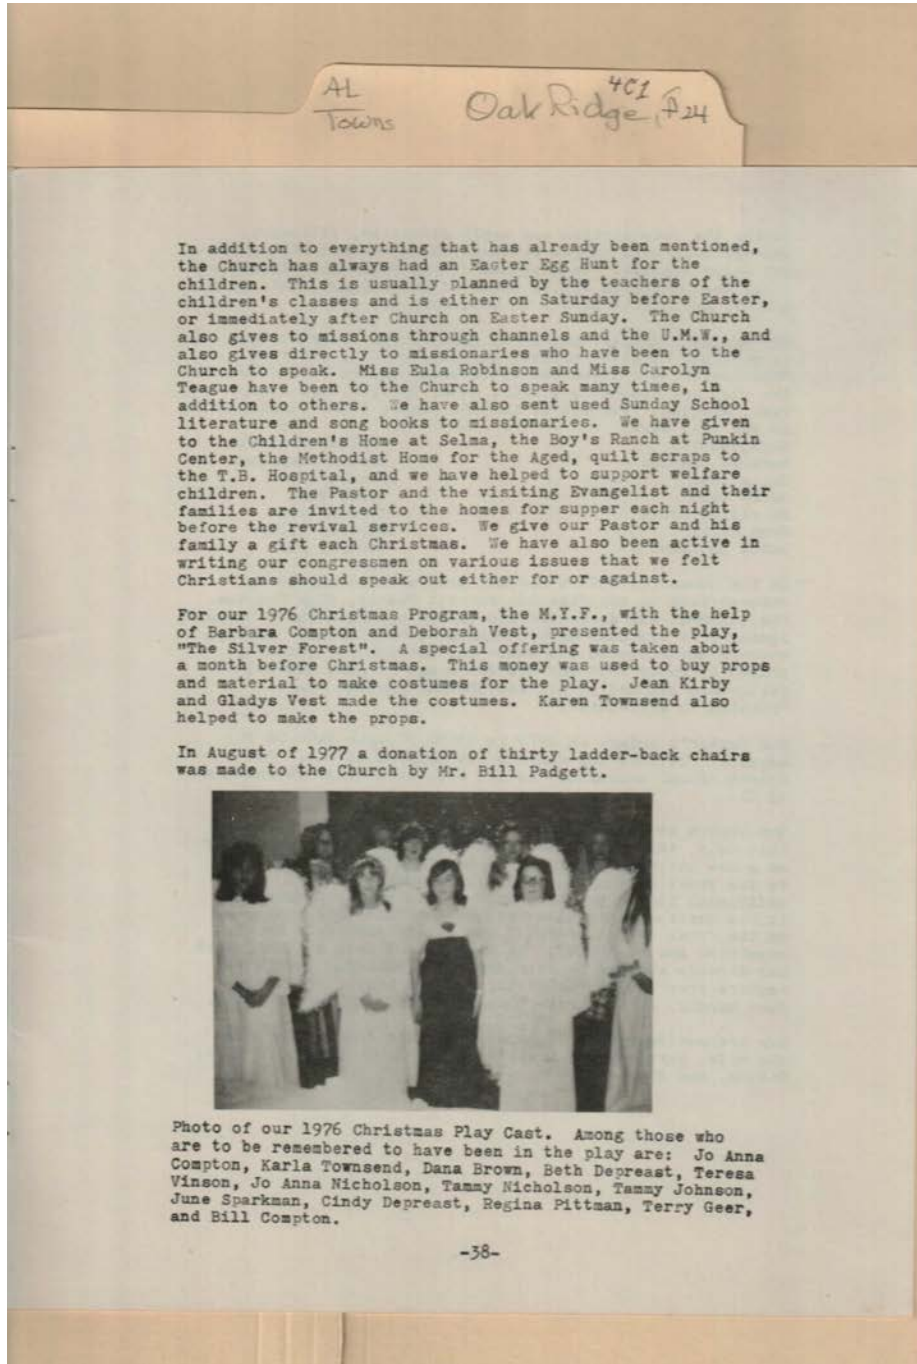 AL
Towns
Oak Ridge, 4C1 #24
In addition to everything that has already been mentioned,
the Church has always had an Easter Egg Hunt for the
children. This is usually planned by the teachers of the
children's classes and is either on Saturday before Easter,
or immediately after Church on Easter Sunday. The Church
also gives to missions through channels and the U.M.W., and
also gives directly to missionaries who have been to the
Church to speak. Miss Eula Robinson and Miss Carolyn
Teague have been to the Church to speak many times, in
addition to others. We have also sent used Sunday School
literature and song books to missionaries. We have given
to the Children's Home at Selma, the Boy's Ranch at Punkin
Center, the Methodist Home for the Aged, quilt scraps to
the T.B. Hospital, and we have helped to support welfare
children. The Pastor and the visiting Evangelist and their
families are invited to the homes for supper each night
before the revival services. We give our Pastor and his
family a gift each Christmas. We have also been active in
writing our congressmen on various issues that we felt
Christians should speak out either for or against.
For our 1976 Christmas Program, the M.Y.F., with the help
of Barbara Compton and Deborah Vest, presented the play,
"The Silver Forest". A special offering was taken about
a month before Christmas. This money was used to buy props
and material to make costumes for the play. Jean Kirby
and Gladys Vest made the costumes. Karen Townsend also
helped to make the props.
In August of 1977 a donation of thirty ladder-back chairs
was made to the Church by Mr. Bill Padgett.
Photo of our 1976 Christmas Play Cast. Among those who
are to be remembered to have been in the play are: Jo Anna
Compton, Karla Townsend, Dana Brown, Beth Depreast, Teresa
Vinson, Jo Anna Nicholson, Tammy Nicholson, Tammy Johnson,
June Sparkman, Cindy Depreast, Regina Pittman, Terry Geer,
and Bill Compton.
-38-